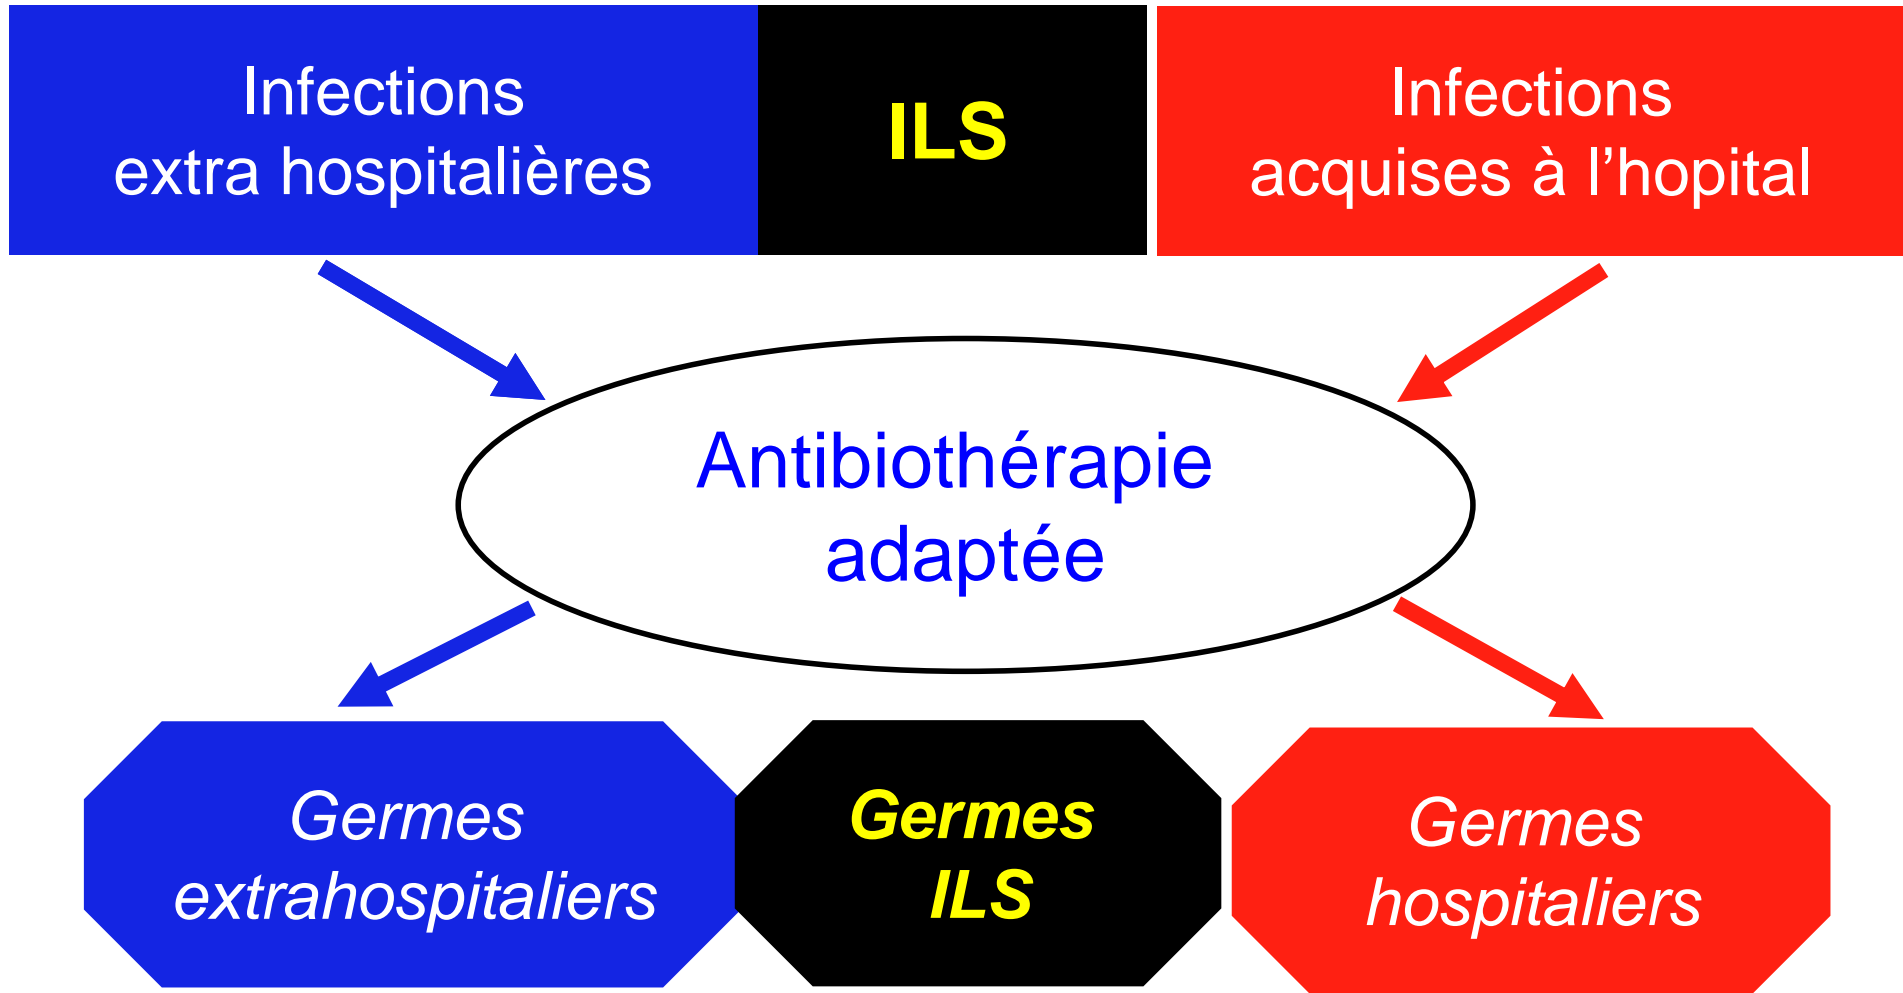 Infections
extra hospitalières
ILS
Infections
acquises à l’hopital
Antibiothérapie
adaptée
Germes
extrahospitaliers
Germes
ILS
Germes
hospitaliers